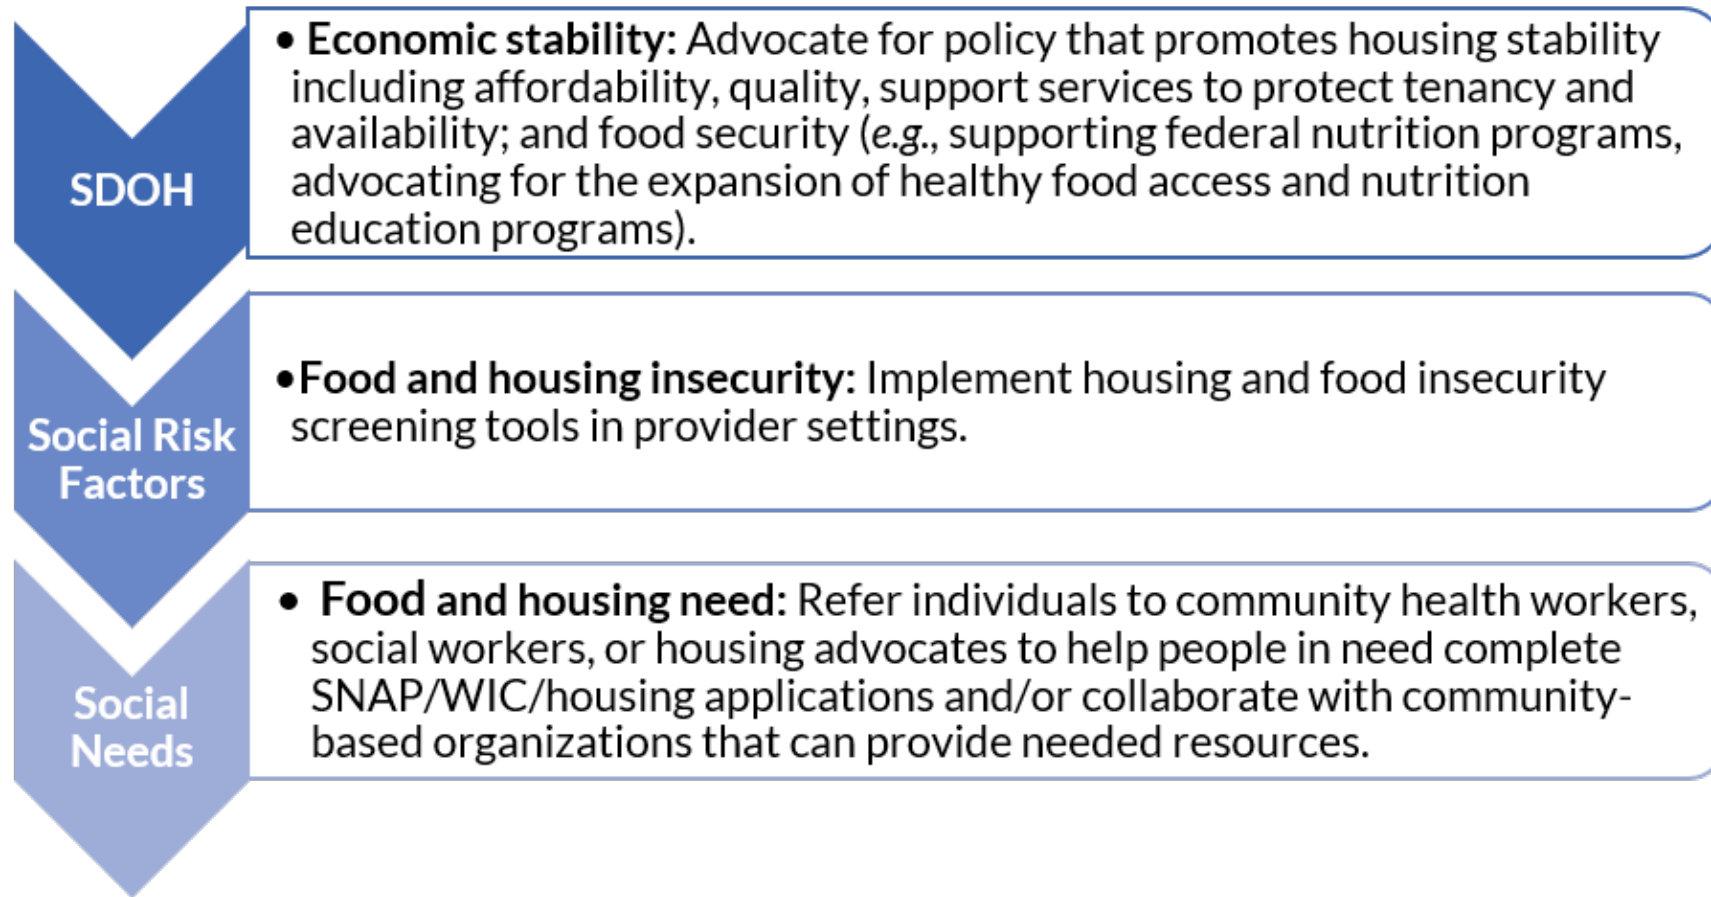 SDOH
• Economic stability: Advocate for policy that promotes housing stability
including affordability, quality, support services to protect tenancy and
availability; and food security (e.g., supporting federal nutrition programs,
advocating for the expansion of healthy food access and nutrition
education programs).
Social Risk
Factors
•Food and housing insecurity: Implement housing and food insecurity
screening tools in provider settings.
Social
Needs
• Food and housing need: Refer individuals to community health workers,
social workers, or housing advocates to help people in need complete
SNAP/WIC/housing applications and/or collaborate with community-
based organizations that can provide needed resources.